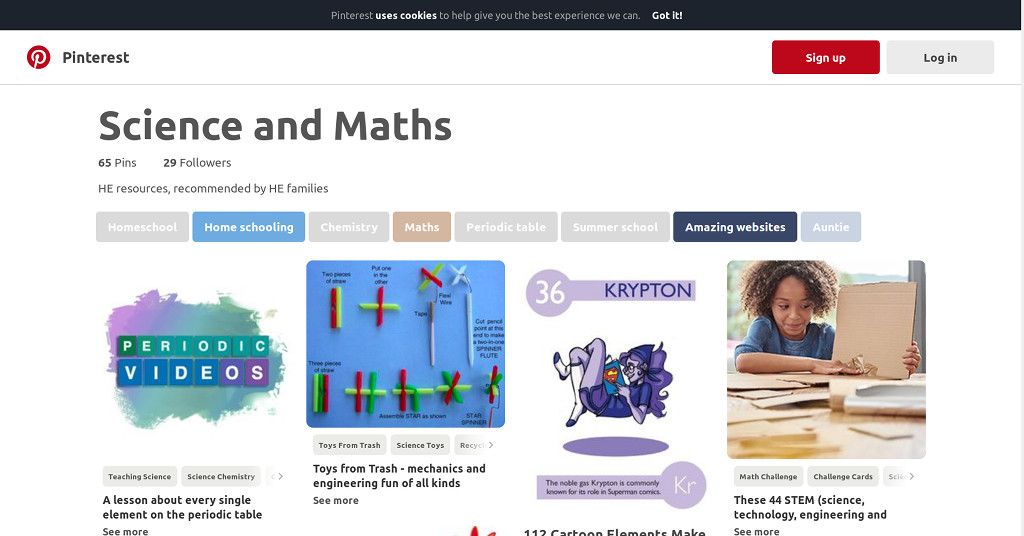 Pinterest uses cookies to help give you the best experience we can. Got it!
Pinterest
Sign up
Log in
Science and Maths
65 Pins 29 Followers
HE resources, recommended by HE families
Homeschool
Home schooling
Chemistry
Maths
Periodic table
Summer school
Amazing websites
Auntie
PERIODIC
VIDEOS
Teaching Science
Science Chemistry
A lesson about every single
element on the periodic table
See more
Two pieces
of straw
Put one
in the
other
Flexi
Wire
Tape
Cut pencil
point at this
end to make
a two-in-one
SPINNER
FLUTE
Three pieces
of straw
Assemble STAR as shown
STAR
SPINNER
Toys From Trash
Science Toys
Toys from Trash - mechanics and
engineering fun of all kinds
See more
36
KRYPTON
The noble gas Krypton is commonly
known for its role in Superman comics.
Kr
112 Cartoon Elements Make
Math Challenge
Challenge Cards
These 44 STEM (science,
technology, engineering and
See more